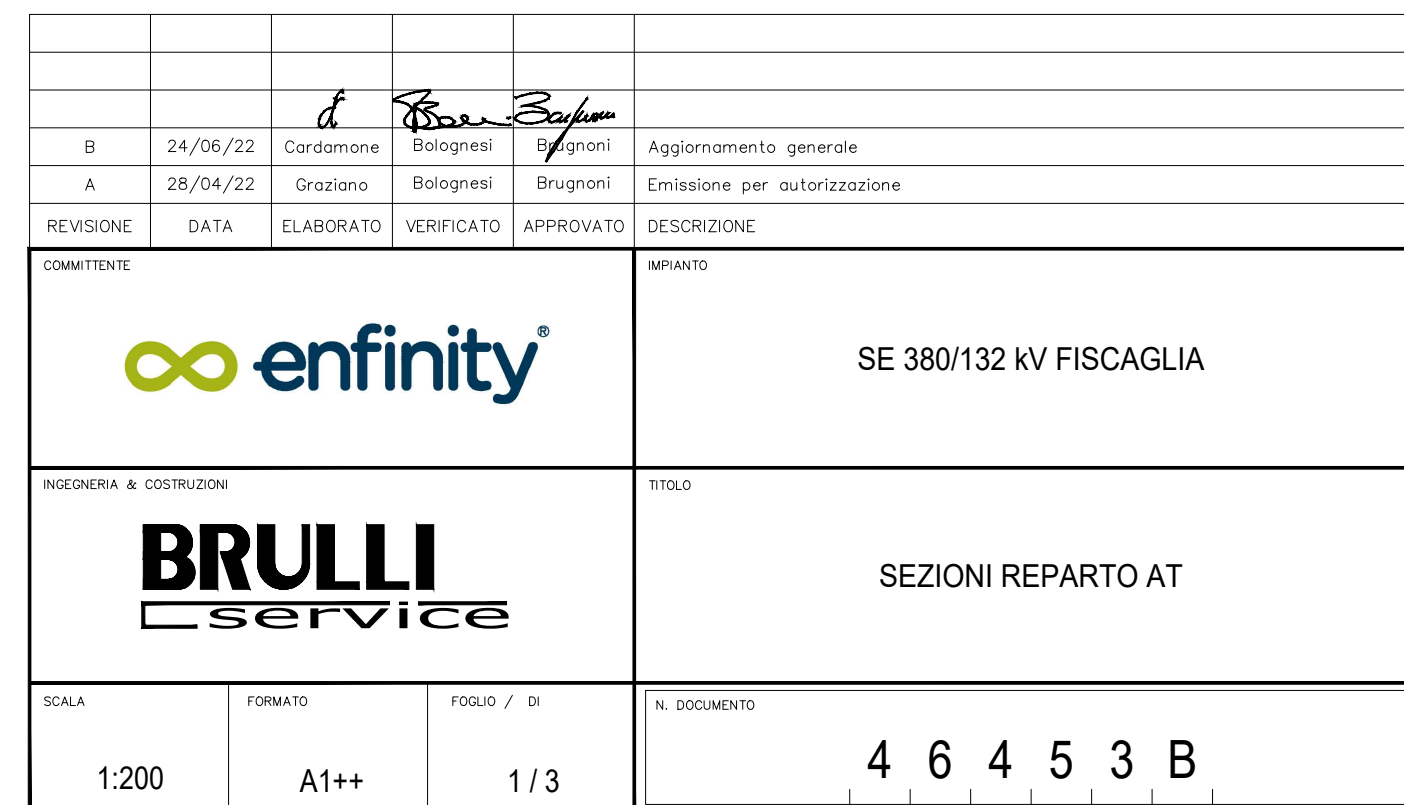 B 24/06/22 Cardamone Bolognesi Brugnoni Aggiornamento generale
A 28/04/22 Graziano Bolognesi Brugnoni Emissione per autorizzazione
REVISIONE DATA ELABORATO VERIFICATO APPROVATO DESCRIZIONE
COMMITTENTE
enfinity®
IMPIANTO
SE 380/132 kV FISCAGLIA
INGEGNERIA & COSTRUZIONI
BRULLI
service
TITOLO
SEZIONI REPARTO AT
SCALA
1:200
FORMATO
A1++
FOGLIO / DI
1 / 3
N. DOCUMENTO
4 6 4 5 3 B